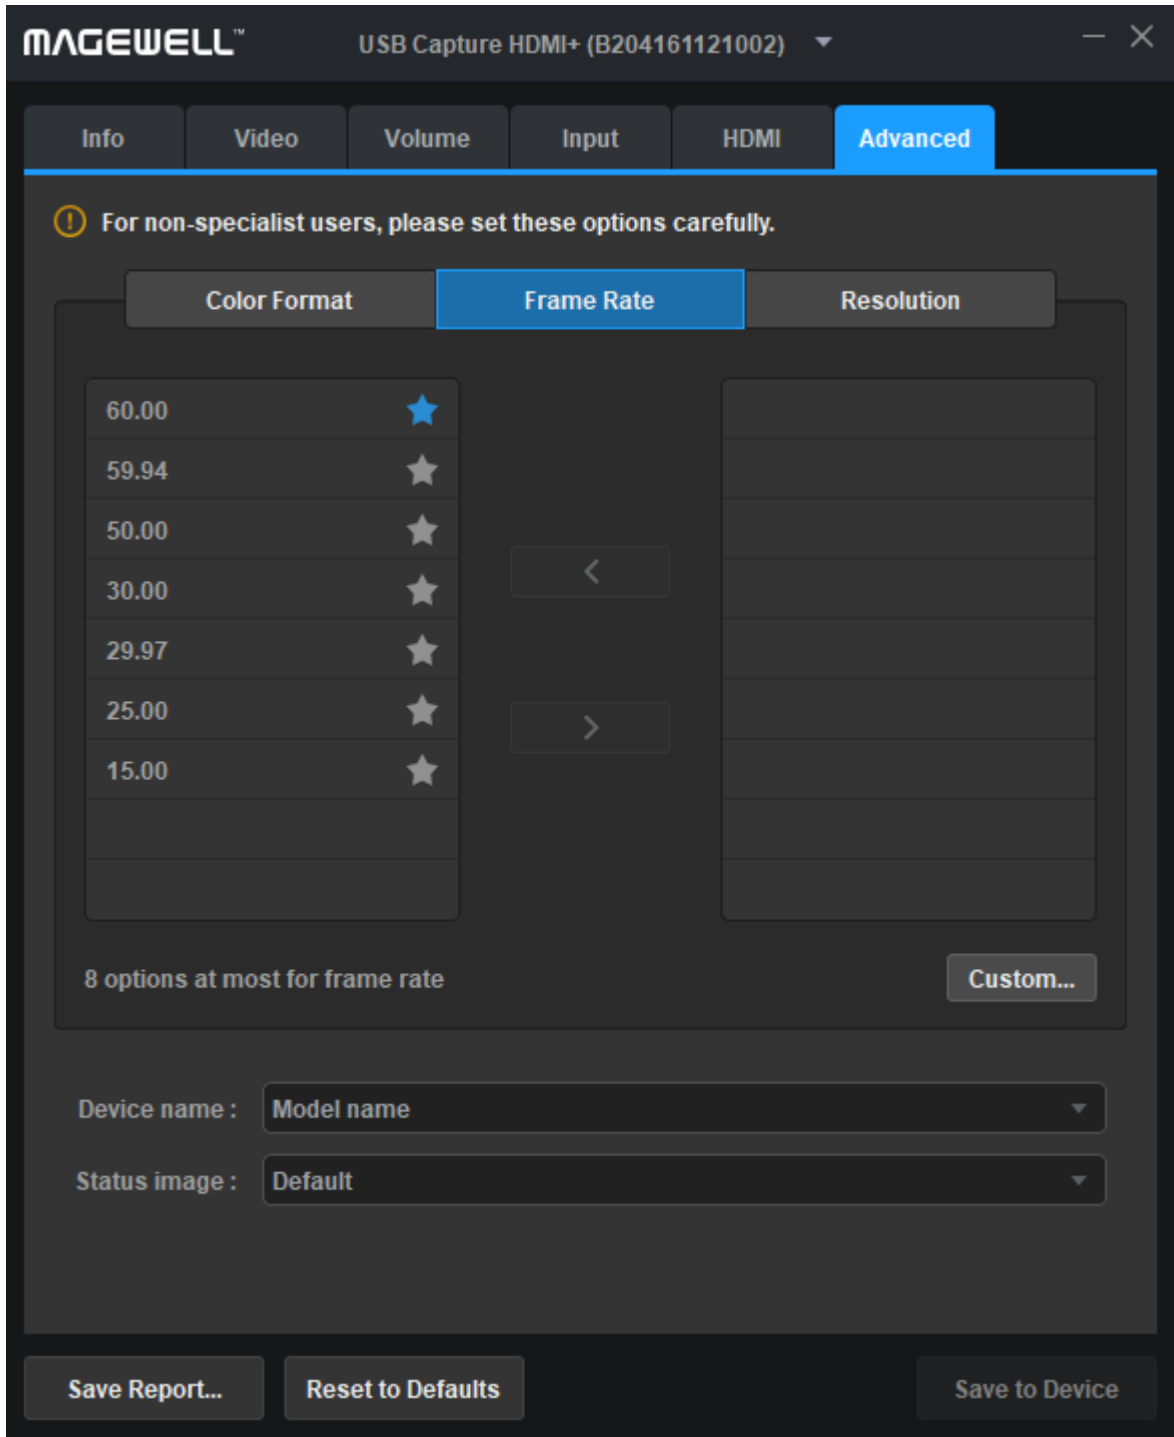 MAGEWELL™ USB Capture HDMI+ (B204161121002)
Info Video Volume Input HDMI Advanced
For non-specialist users, please set these options carefully.
Color Format Frame Rate Resolution
60.00
59.94
50.00
30.00
29.97
25.00
15.00
8 options at most for frame rate Custom...
Device name : Model name
Status image : Default
Save Report... Reset to Defaults Save to Device